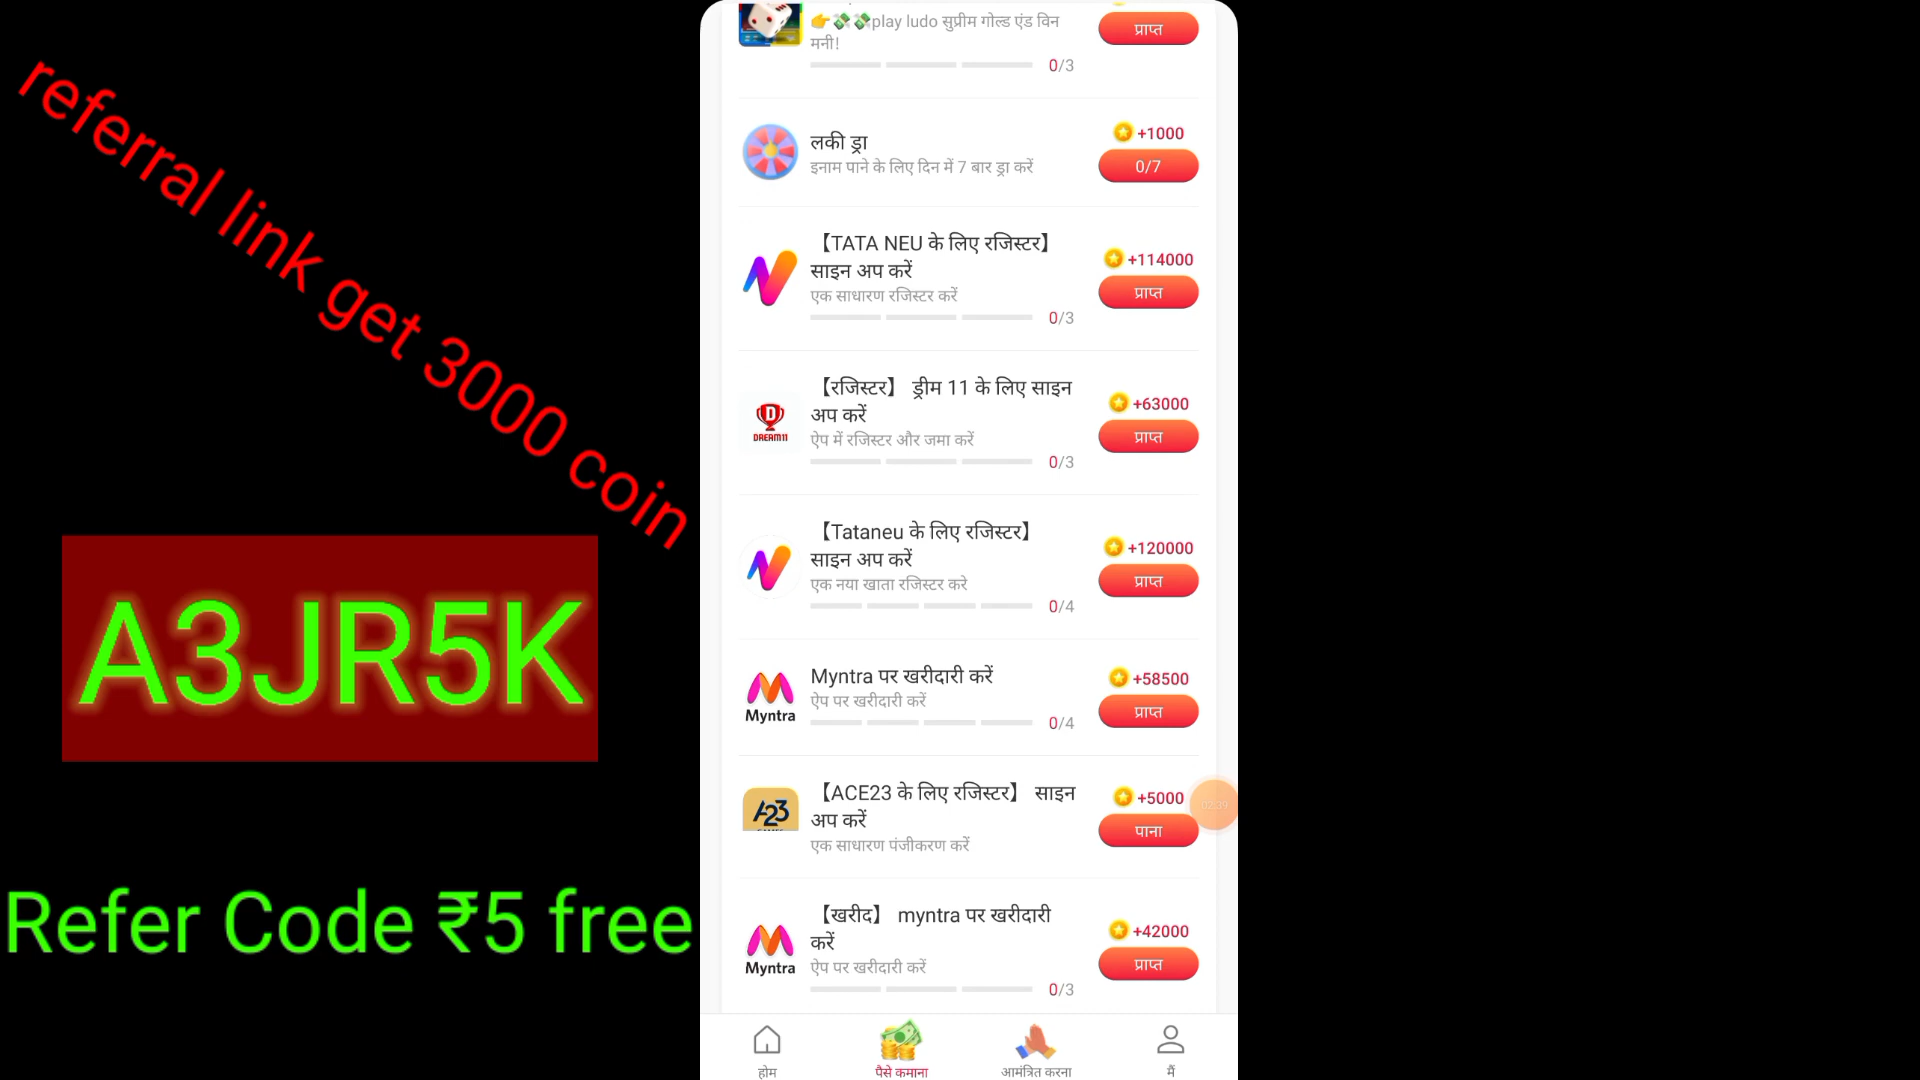 referral link get 3000 coin
A3JR5K
Refer Code ₹5 free
👉💸💸play ludo सुप्रीम गोल्ड एंड विन
मनी!
प्राप्त
0/3
लकी ड्रा
इनाम पाने के लिए दिन में 7 बार ड्रा करें
+1000
0/7
【TATA NEU के लिए रजिस्टर】
साइन अप करें
एक साधारण रजिस्टर करें
0/3
+114000
प्राप्त
【रजिस्टर】 ड्रीम 11 के लिए साइन
अप करें
ऐप में रजिस्टर और जमा करें
0/3
+63000
प्राप्त
DREAM11
【Tataneu के लिए रजिस्टर】
साइन अप करें
एक नया खाता रजिस्टर करे
0/4
+120000
प्राप्त
Myntra पर खरीदारी करें
ऐप पर खरीदारी करें
0/4
+58500
प्राप्त
Myntra
【ACE23 के लिए रजिस्टर】 साइन
अप करें
एक साधारण पंजीकरण करें
+5000
पाना
A23
02:39
【खरीद】 myntra पर खरीदारी
करें
ऐप पर खरीदारी करें
0/3
+42000
प्राप्त
Myntra
होम
पैसे कमाना
आमंत्रित करना
मैं